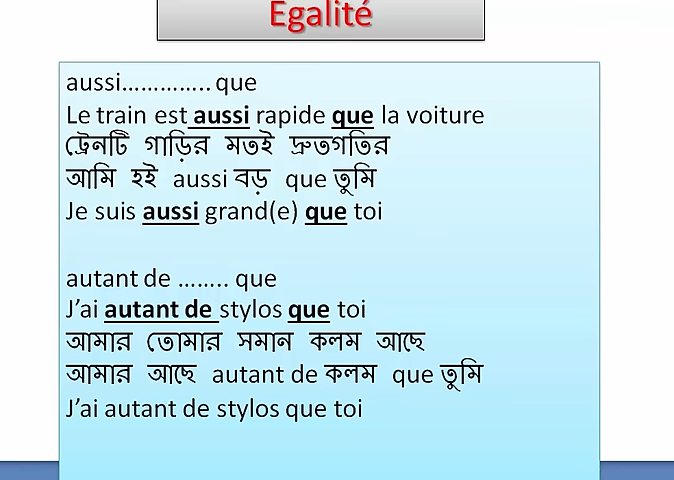 Egalité
aussi………….. que
Le train est aussi rapide que la voiture
ট্রেনটি গাড়ির মতই দ্রুতগতির
আমি হই aussi বড় que তুমি
Je suis aussi grand(e) que toi
autant de …….. que
J’ai autant de stylos que toi
আমার তোমার সমান কলম আছে
আমার আছে autant de কলম que তুমি
J’ai autant de stylos que toi